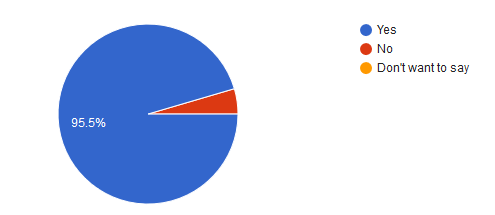 Yes
No
Don't want to say
95.5%